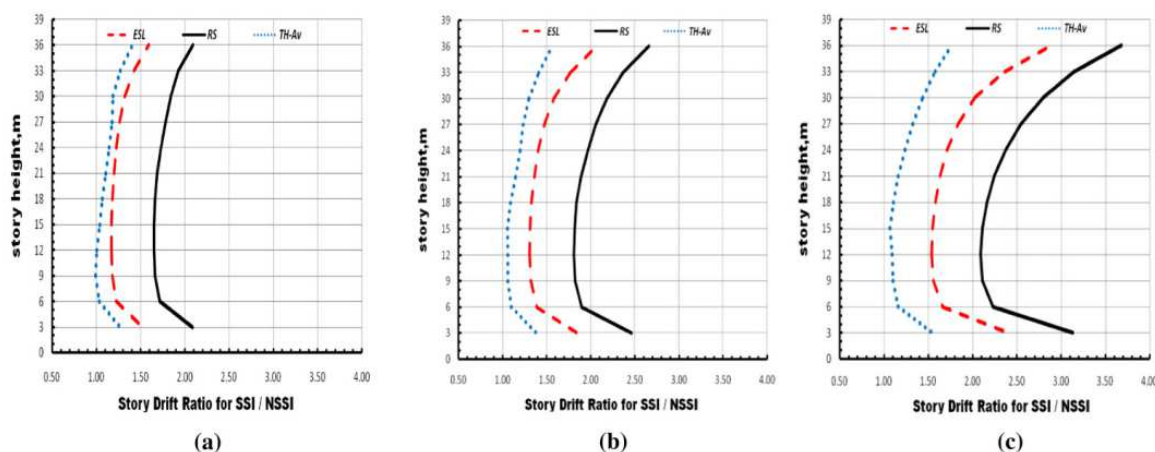 39
36
33
30
27
24
21
18
15
12
9
6
3
0
story height,m
ESL RS TH-Av
0.50 1.00 1.50 2.00 2.50 3.00 3.50 4.00
Story Drift Ratio for SSI / NSSI
(a)
39
36
33
30
27
24
21
18
15
12
9
6
3
0
story height,m
ESL RS TH-Av
0.50 1.00 1.50 2.00 2.50 3.00 3.50 4.00
Story Drift Ratio for SSI / NSSI
(b)
39
36
33
30
27
24
21
18
15
12
9
6
3
0
story height,m
ESL RS TH-Av
0.50 1.00 1.50 2.00 2.50 3.00 3.50 4.00
Story Drift Ratio for SSI / NSSI
(c)